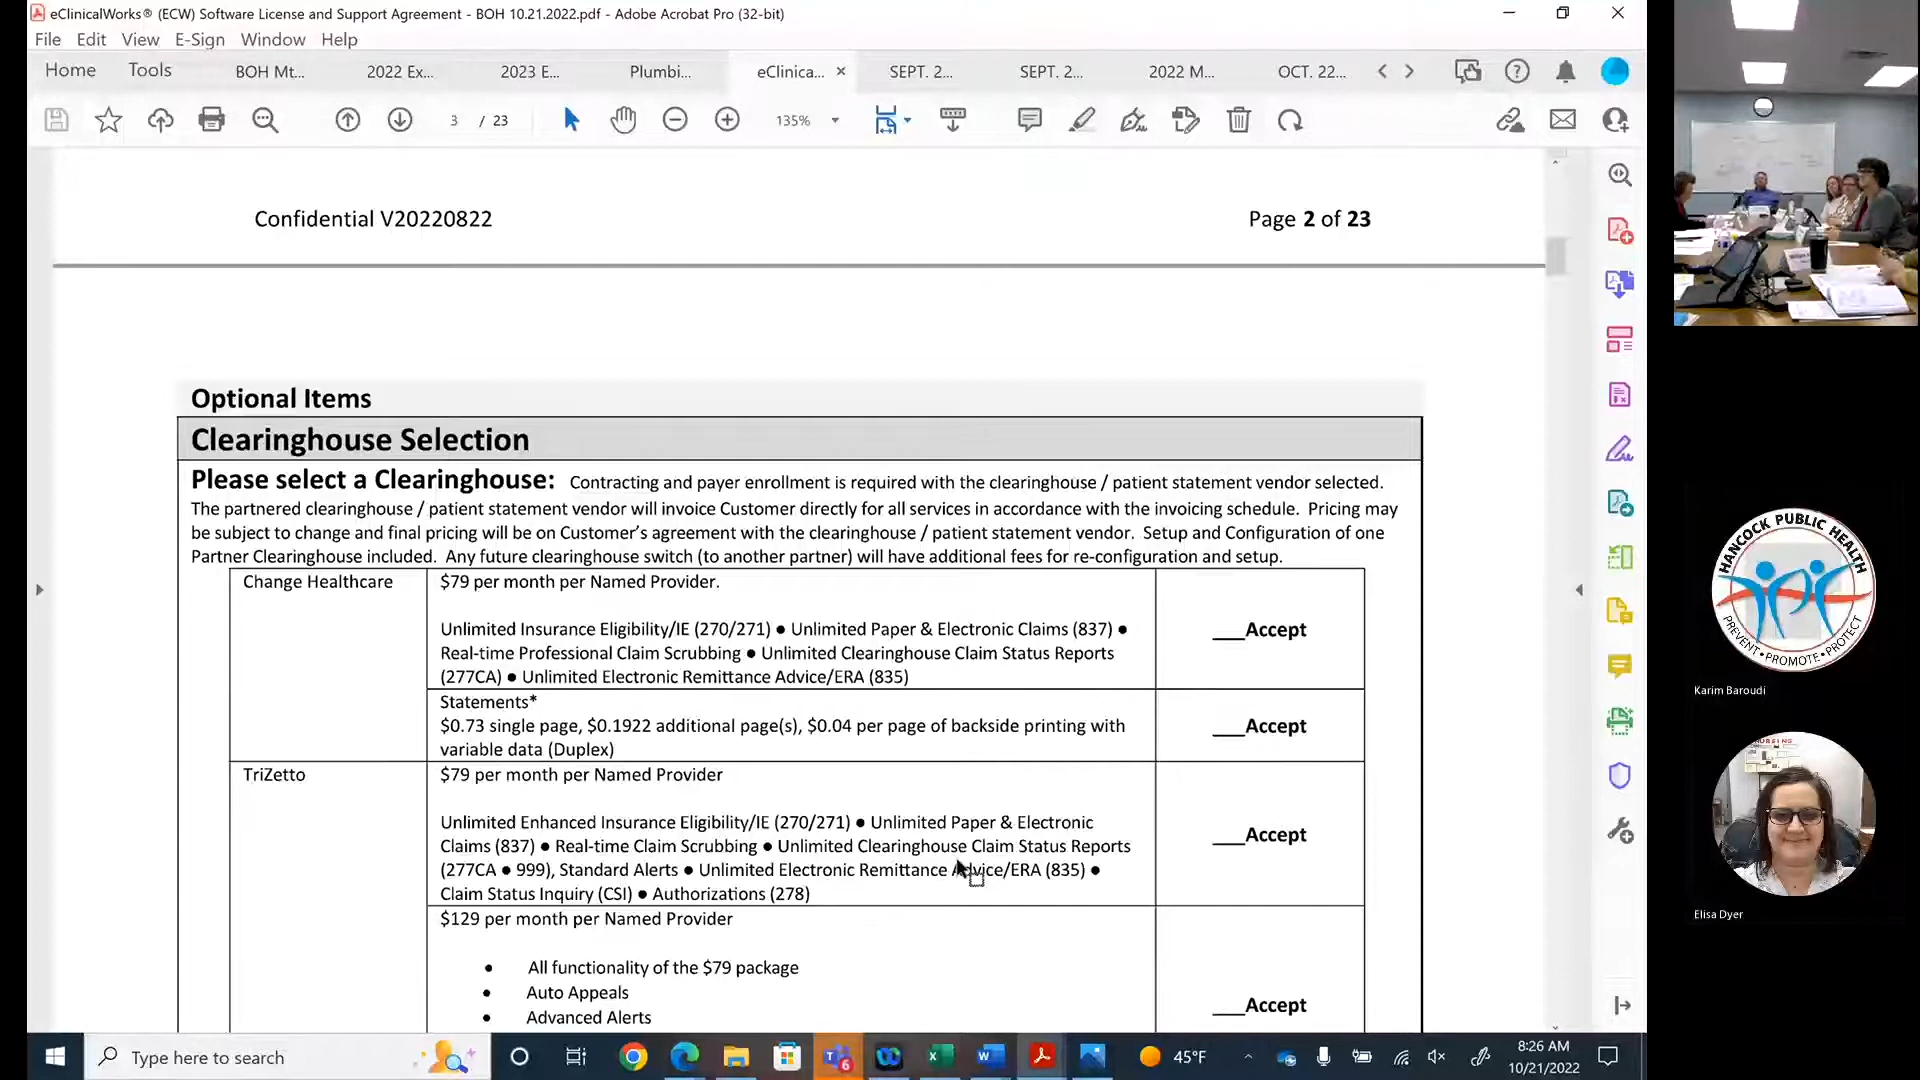 eClinicalWorks® (ECW) Software License and Support Agreement - BOH 10.21.2022.pdf - Adobe Acrobat Pro (32-bit)
File Edit View E-Sign Window Help
Home Tools BOH Mt... 2022 Ex... 2023 E... Plumbi... eClinica... SEPT. 2... SEPT. 2... 2022 M... OCT. 22...
3 / 23 135%
Confidential V20220822 Page 2 of 23
Optional Items
Clearinghouse Selection
Please select a Clearinghouse: Contracting and payer enrollment is required with the clearinghouse / patient statement vendor selected.
The partnered clearinghouse / patient statement vendor will invoice Customer directly for all services in accordance with the invoicing schedule. Pricing may
be subject to change and final pricing will be on Customer's agreement with the clearinghouse / patient statement vendor. Setup and Configuration of one
Partner Clearinghouse included. Any future clearinghouse switch (to another partner) will have additional fees for re-configuration and setup.
Change Healthcare
$79 per month per Named Provider.
Unlimited Insurance Eligibility/IE (270/271) ● Unlimited Paper & Electronic Claims (837) ●
Real-time Professional Claim Scrubbing ● Unlimited Clearinghouse Claim Status Reports
(277CA) ● Unlimited Electronic Remittance Advice/ERA (835)
___Accept
Statements*
$0.73 single page, $0.1922 additional page(s), $0.04 per page of backside printing with
variable data (Duplex)
___Accept
TriZetto
$79 per month per Named Provider
Unlimited Enhanced Insurance Eligibility/IE (270/271) ● Unlimited Paper & Electronic
Claims (837) ● Real-time Claim Scrubbing ● Unlimited Clearinghouse Claim Status Reports
(277CA ● 999), Standard Alerts ● Unlimited Electronic Remittance Advice/ERA (835) ●
Claim Status Inquiry (CSI) ● Authorizations (278)
___Accept
$129 per month per Named Provider
● All functionality of the $79 package
● Auto Appeals
● Advanced Alerts
___Accept
Type here to search
6
45°F
8:26 AM
10/21/2022
HANCOCK PUBLIC HEALTH
PREVENT • PROMOTE • PROTECT
Karim Baroudi
Elisa Dyer